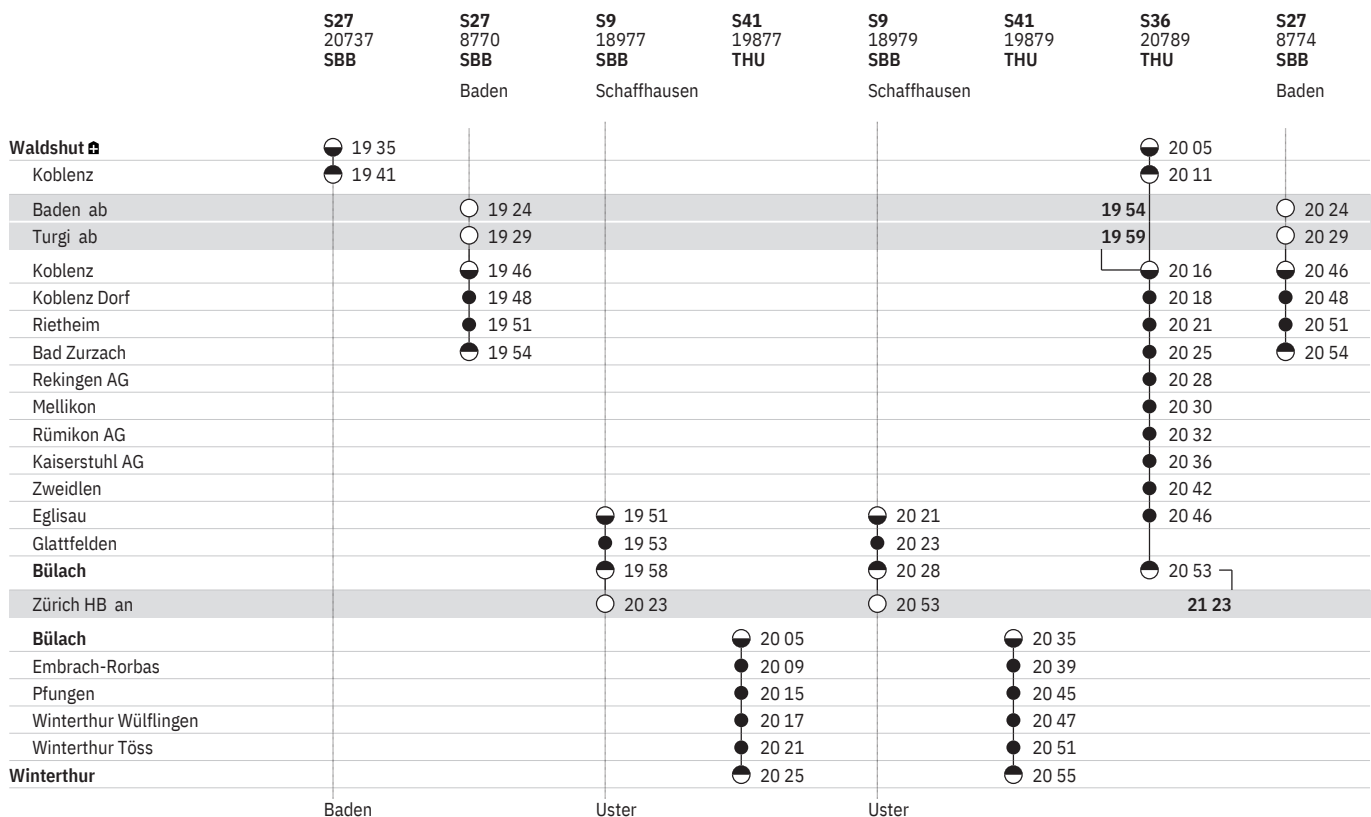 S27 S27 S9 S41 S9 S41 S36 S27
20737 8770 18977 19877 18979 19879 20789 8774
SBB SBB SBB THU SBB THU THU SBB
Baden Schaffhausen Schaffhausen Baden
Waldshut 19 35 20 05
Koblenz 19 41 20 11
Baden ab 19 24 19 54 20 24
Turgi ab 19 29 19 59 20 29
Koblenz 19 46 20 16 20 46
Koblenz Dorf 19 48 20 18 20 48
Rietheim 19 51 20 21 20 51
Bad Zurzach 19 54 20 25 20 54
Rekingen AG 20 28
Mellikon 20 30
Rümikon AG 20 32
Kaiserstuhl AG 20 36
Zweidlen 20 42
Eglisau 19 51 20 21 20 46
Glattfelden 19 53 20 23
Bülach 19 58 20 28 20 53
Zürich HB an 20 23 20 53 21 23
Bülach 20 05 20 35
Embrach-Rorbas 20 09 20 39
Pfungen 20 15 20 45
Winterthur Wülflingen 20 17 20 47
Winterthur Töss 20 21 20 51
Winterthur 20 25 20 55
Baden Uster Uster